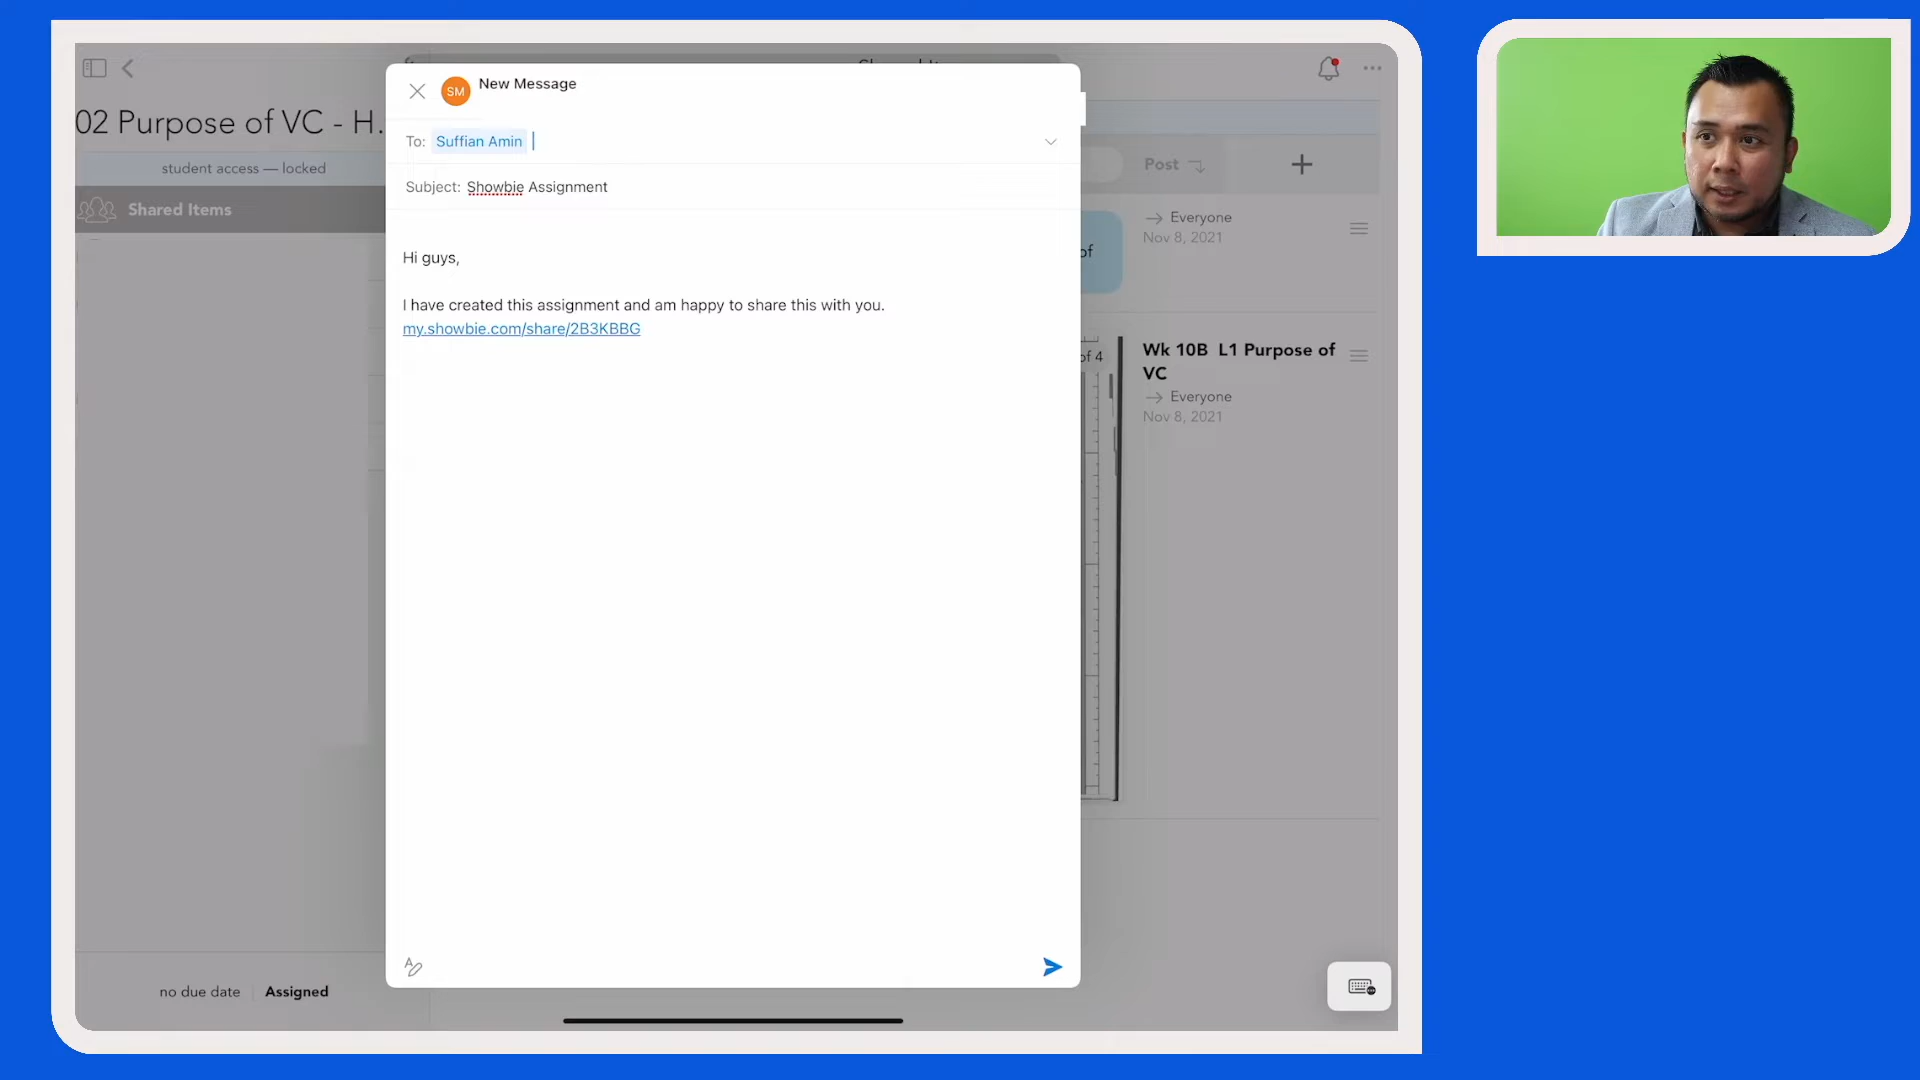 New Message
SM
02 Purpose of VC - H.
To: Suffian Amin
student access — locked
Post
Subject: Showbie Assignment
Shared Items
Everyone
Nov 8, 2021
of
Hi guys,
I have created this assignment and am happy to share this with you.
my.showbie.com/share/2B3KBBG
of 4
Wk 10B L1 Purpose of
VC
Everyone
Nov 8, 2021
no due date
Assigned